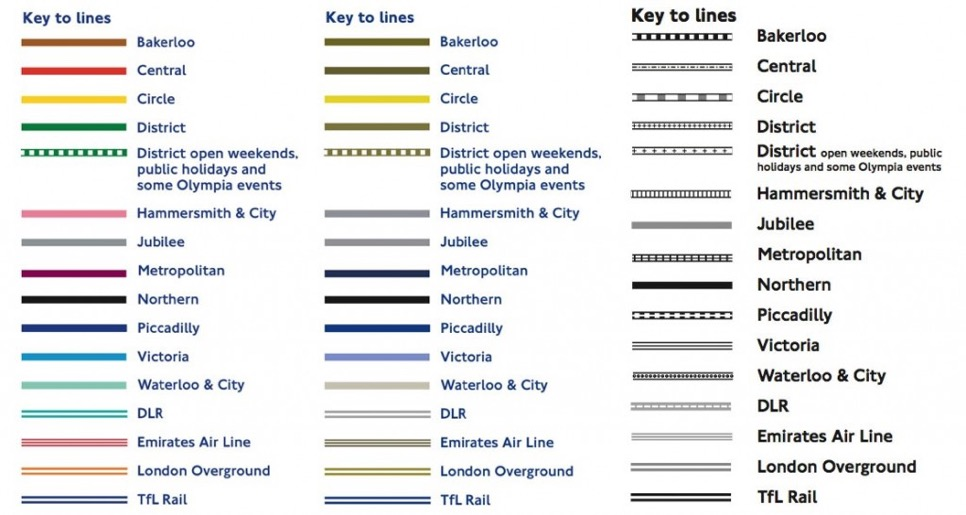 Key to lines
Bakerloo
Central
Circle
District
District open weekends,
public holidays and
some Olympia events
Hammersmith & City
Jubilee
Metropolitan
Northern
Piccadilly
Victoria
Waterloo & City
DLR
Emirates Air Line
London Overground
TfL Rail
Key to lines
Bakerloo
Central
Circle
District
District open weekends,
public holidays and
some Olympia events
Hammersmith & City
Jubilee
Metropolitan
Northern
Piccadilly
Victoria
Waterloo & City
DLR
Emirates Air Line
London Overground
TfL Rail
Key to lines
Bakerloo
Central
Circle
District
District open weekends, public
holidays and some Olympia events
Hammersmith & City
Jubilee
Metropolitan
Northern
Piccadilly
Victoria
Waterloo & City
DLR
Emirates Air Line
London Overground
TfL Rail